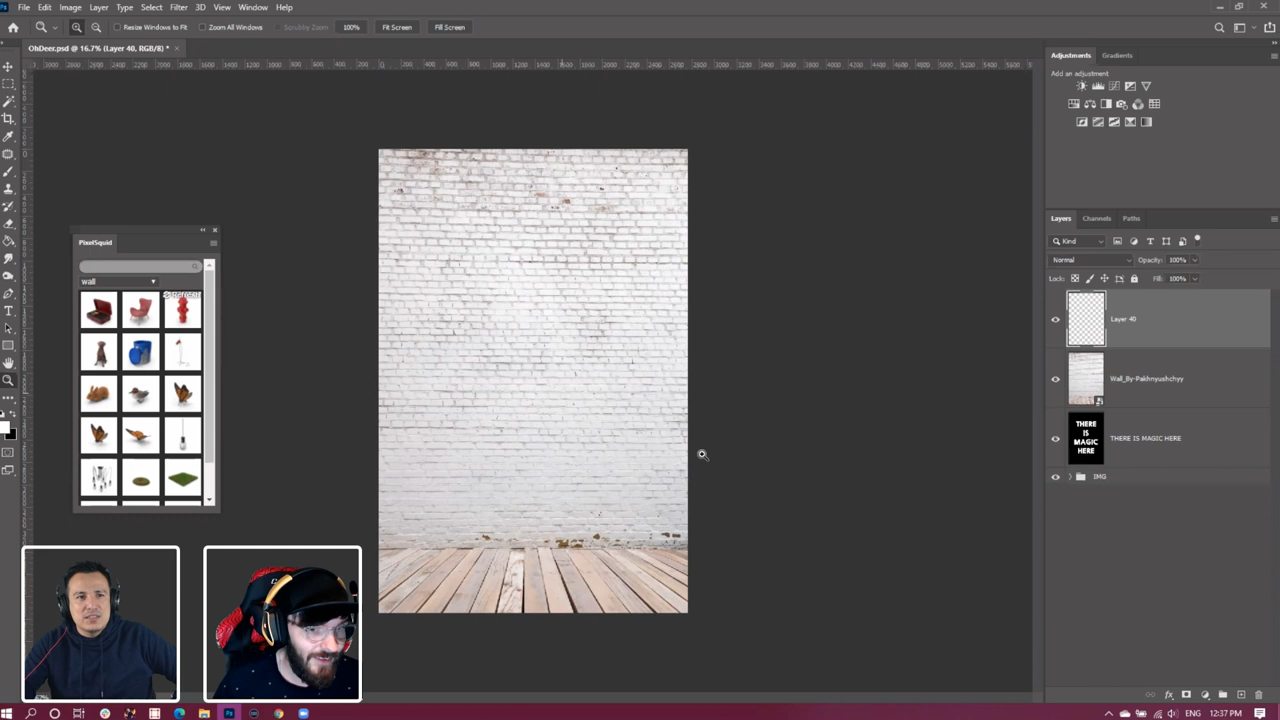 Ps File Edit Image Layer Type Select Filter 3D View Window Help
Resize Windows to Fit Zoom All Windows Scrubby Zoom 100% Fit Screen Fill Screen
OhDeer.psd @ 16.7% (Layer 40, RGB/8) *
Adjustments Gradients
Add an adjustment
Layers Channels Paths
Kind
Normal Opacity: 100%
Lock: Fill: 100%
Layer 40
Wall_By-Pakhnyushchyy
THERE
IS
MAGIC
HERE
THERE IS MAGIC HERE
IMG
PixelSquid
wall
ENG 12:37 PM